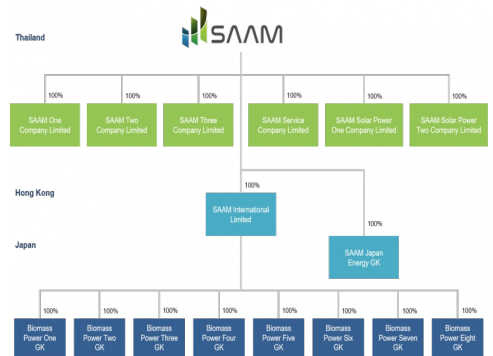 SAAM
Thailand
100% 100% 100% 100% 100% 100%
SAAM One
Company Limited
SAAM Two
Company Limited
SAAM Three
Company Limited
SAAM Service
Company Limited
SAAM Solar Power
One Company Limited
SAAM Solar Power
Two Company Limited
Hong Kong
100%
SAAM International
Limited
100%
Japan
SAAM Japan
Energy GK
100% 100% 100% 100% 100% 100% 100% 100%
Biomass
Power One
GK
Biomass
Power Two
GK
Biomass
Power Three
GK
Biomass
Power Four
GK
Biomass
Power Five
GK
Biomass
Power Six
GK
Biomass
Power Seven
GK
Biomass
Power Eight
GK